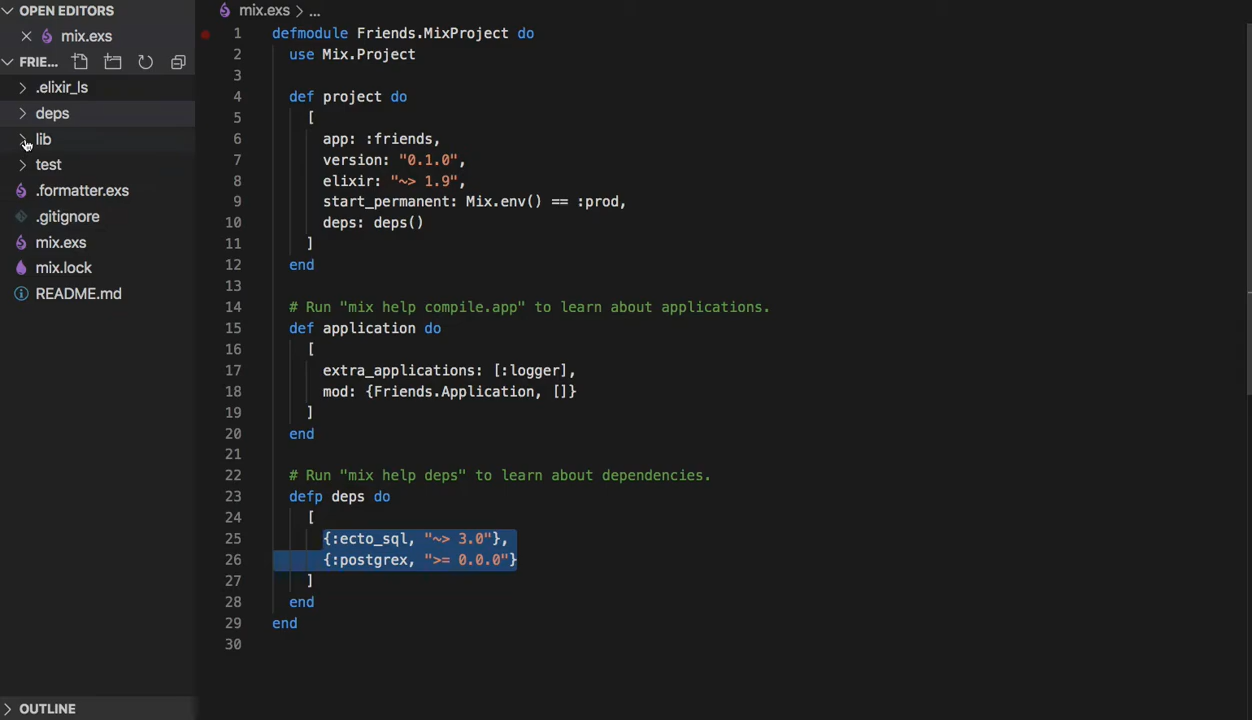 OPEN EDITORS
mix.exs
FRIE...
.elixir_ls
deps
lib
test
.formatter.exs
.gitignore
mix.exs
mix.lock
README.md
OUTLINE
mix.exs > ...
1 defmodule Friends.MixProject do
2 use Mix.Project
3
4 def project do
5 [
6 app: :friends,
7 version: "0.1.0",
8 elixir: "~> 1.9",
9 start_permanent: Mix.env() == :prod,
10 deps: deps()
11 ]
12 end
13
14 # Run "mix help compile.app" to learn about applications.
15 def application do
16 [
17 extra_applications: [:logger],
18 mod: {Friends.Application, []}
19 ]
20 end
21
22 # Run "mix help deps" to learn about dependencies.
23 defp deps do
24 [
25 {:ecto_sql, "~> 3.0"},
26 {:postgrex, ">= 0.0.0"}
27 ]
28 end
29 end
30